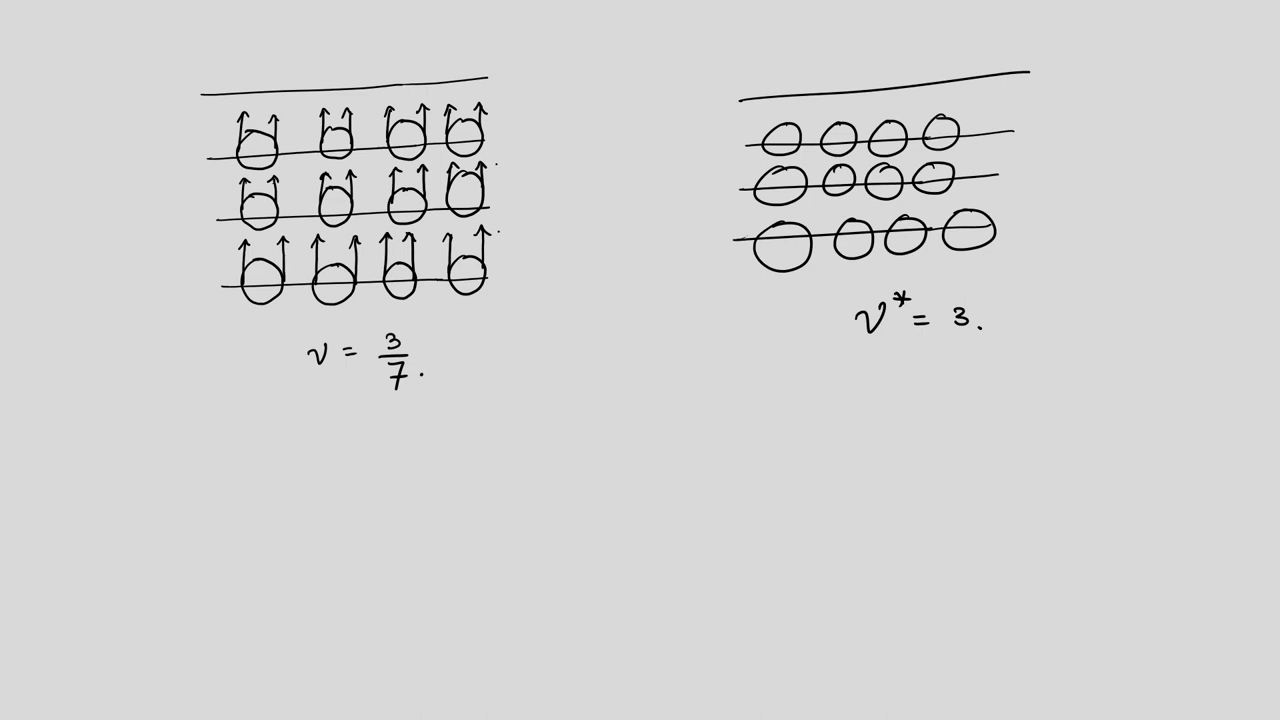 ν = 3/7.
ν* = 3.